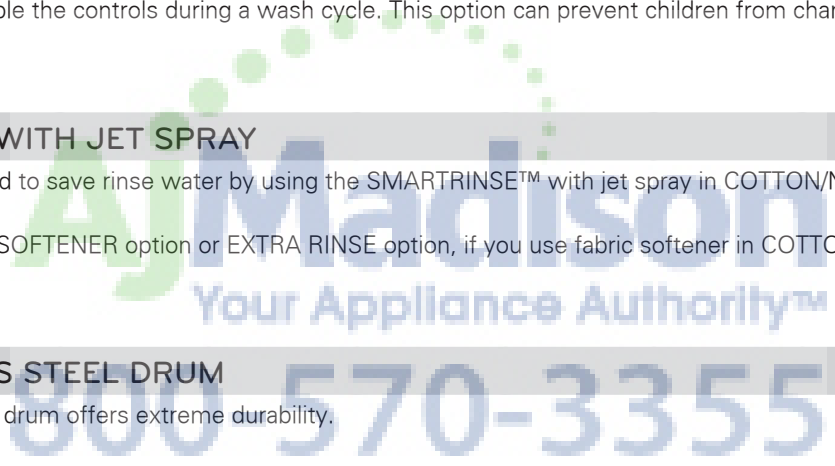 ble the controls during a wash cycle. This option can prevent children from char
WITH JET SPRAY
d to save rinse water by using the SMARTRINSE™ with jet spray in COTTON/N
SOFTENER option or EXTRA RINSE option, if you use fabric softener in COTTO
AjMadison
Your Appliance Authority™
S STEEL DRUM
drum offers extreme durability.
800-570-3355